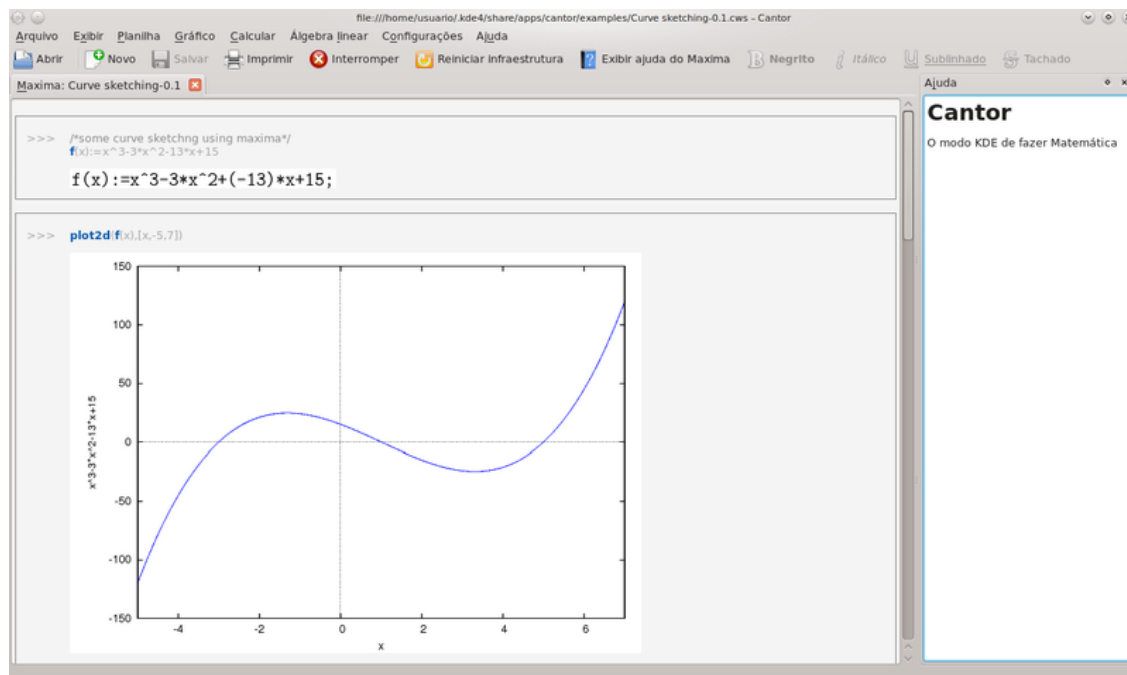 file:///home/usuario/.kde4/share/apps/cantor/examples/Curve sketching-0.1.cws – Cantor
Arquivo Exibir Planilha Gráfico Calcular Álgebra linear Configurações Ajuda
Abrir Novo Salvar Imprimir Interromper Reiniciar infraestrutura Exibir ajuda do Maxima Negrito Itálico Sublinhado Tachado
Maxima: Curve sketching-0.1
>>> /*some curve sketchng using maxima*/
f(x):=x^3-3*x^2-13*x+15
f(x):=x^3-3*x^2+(-13)*x+15;
>>> plot2d(f(x),[x,-5,7])
150
100
50
0
-50
-100
-150
x^3-3*x^2-13*x+15
-4 -2 0 2 4 6
x
Ajuda
Cantor
O modo KDE de fazer Matemática